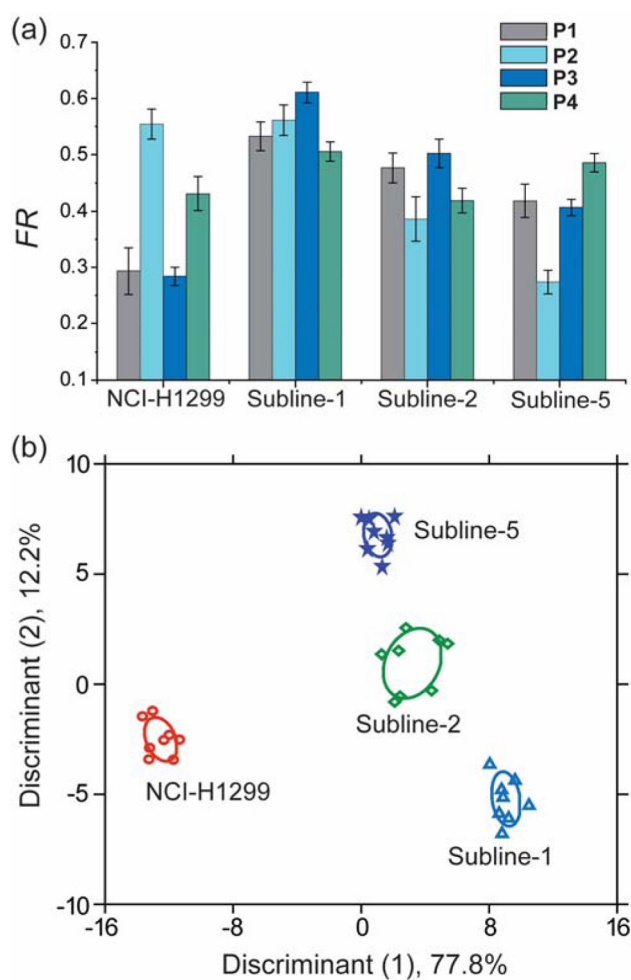 (a)
0.7
0.6
0.5
0.4
0.3
0.2
0.1
FR
P1
P2
P3
P4
NCI-H1299 Subline-1 Subline-2 Subline-5
(b)
10
5
0
-5
-10
Discriminant (2), 12.2%
Subline-5
Subline-2
NCI-H1299
Subline-1
-16 -8 0 8 16
Discriminant (1), 77.8%